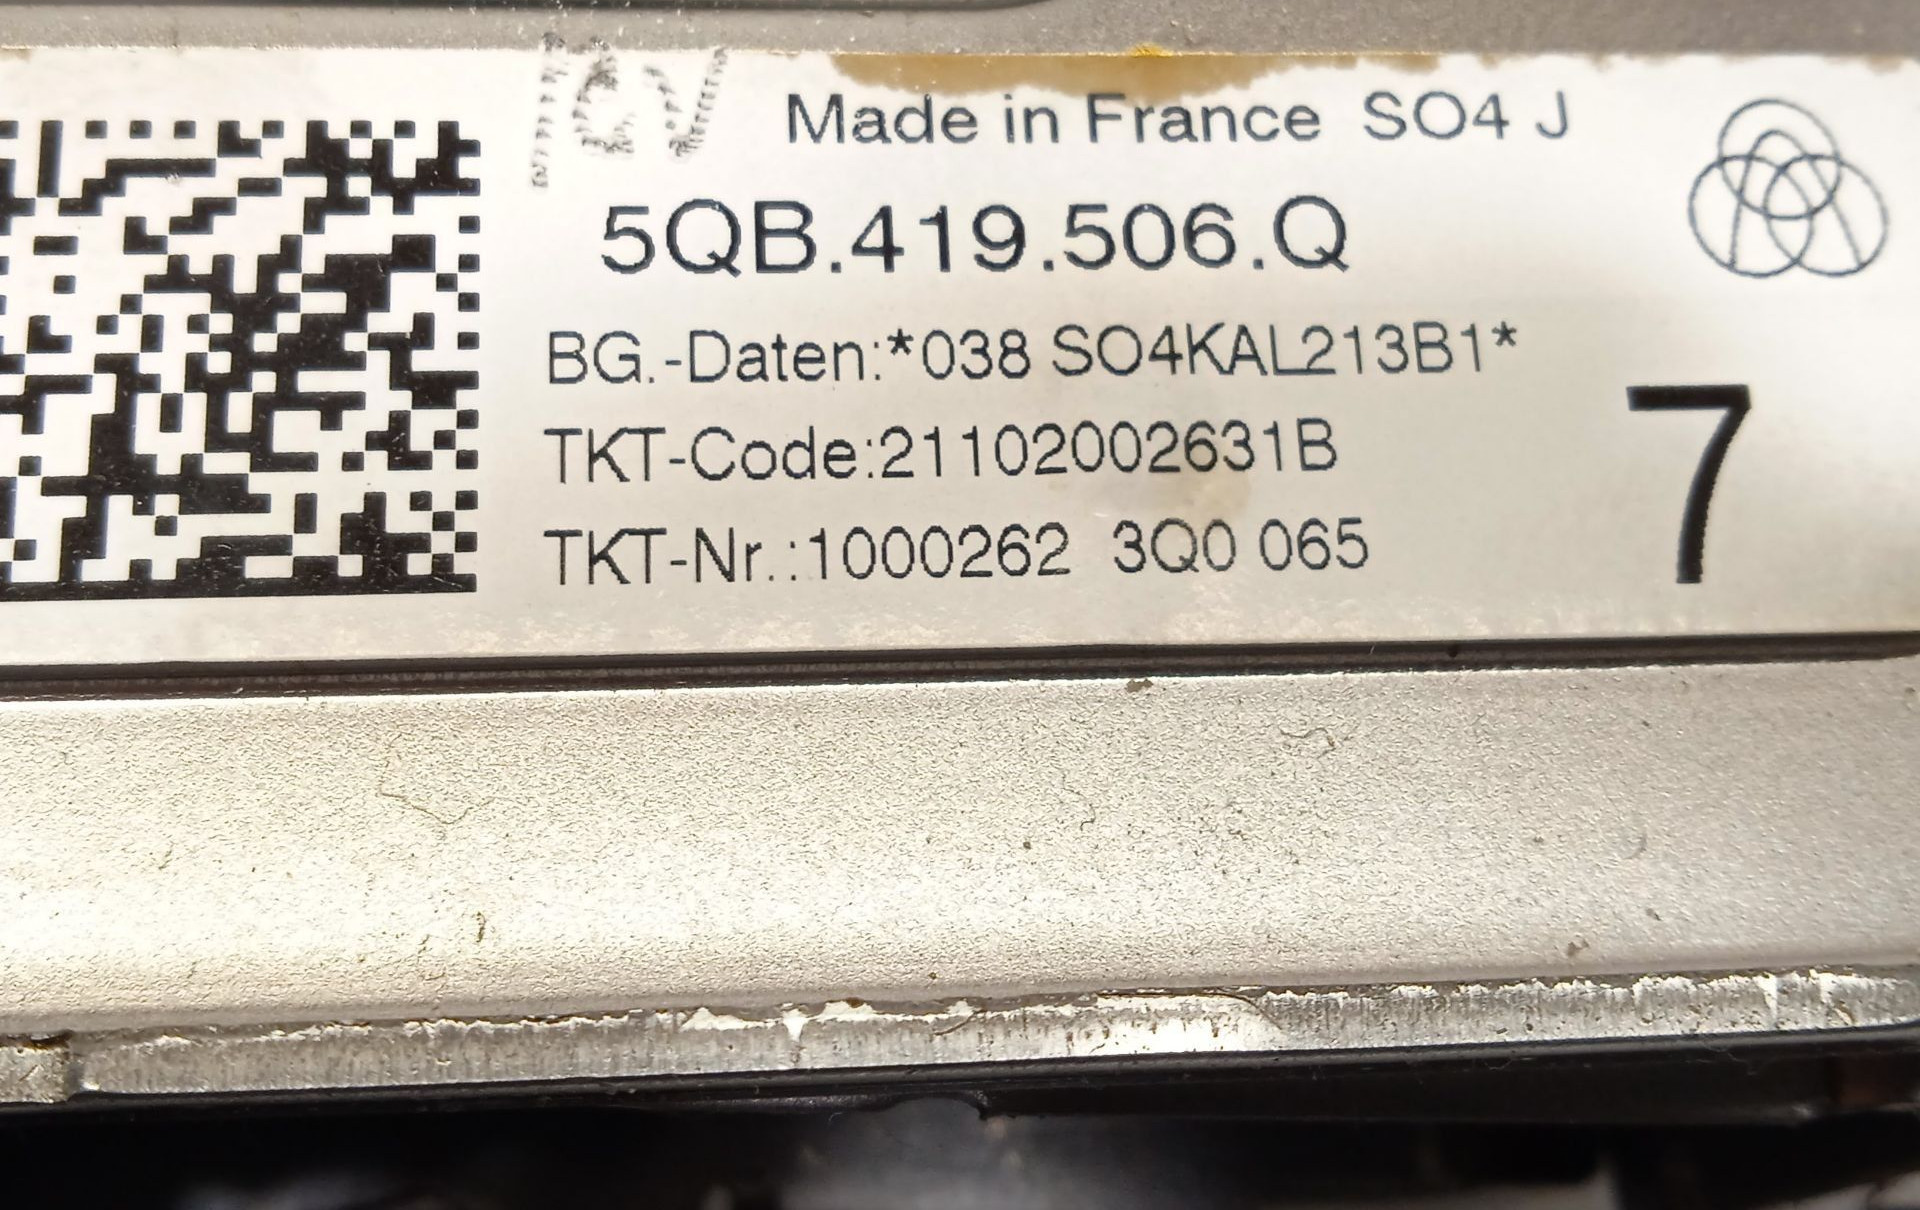 Made in France SO4 J
5QB.419.506.Q
BG.-Daten:*038 SO4KAL213B1*
TKT-Code:21102002631B
TKT-Nr.:1000262 3Q0 065
7